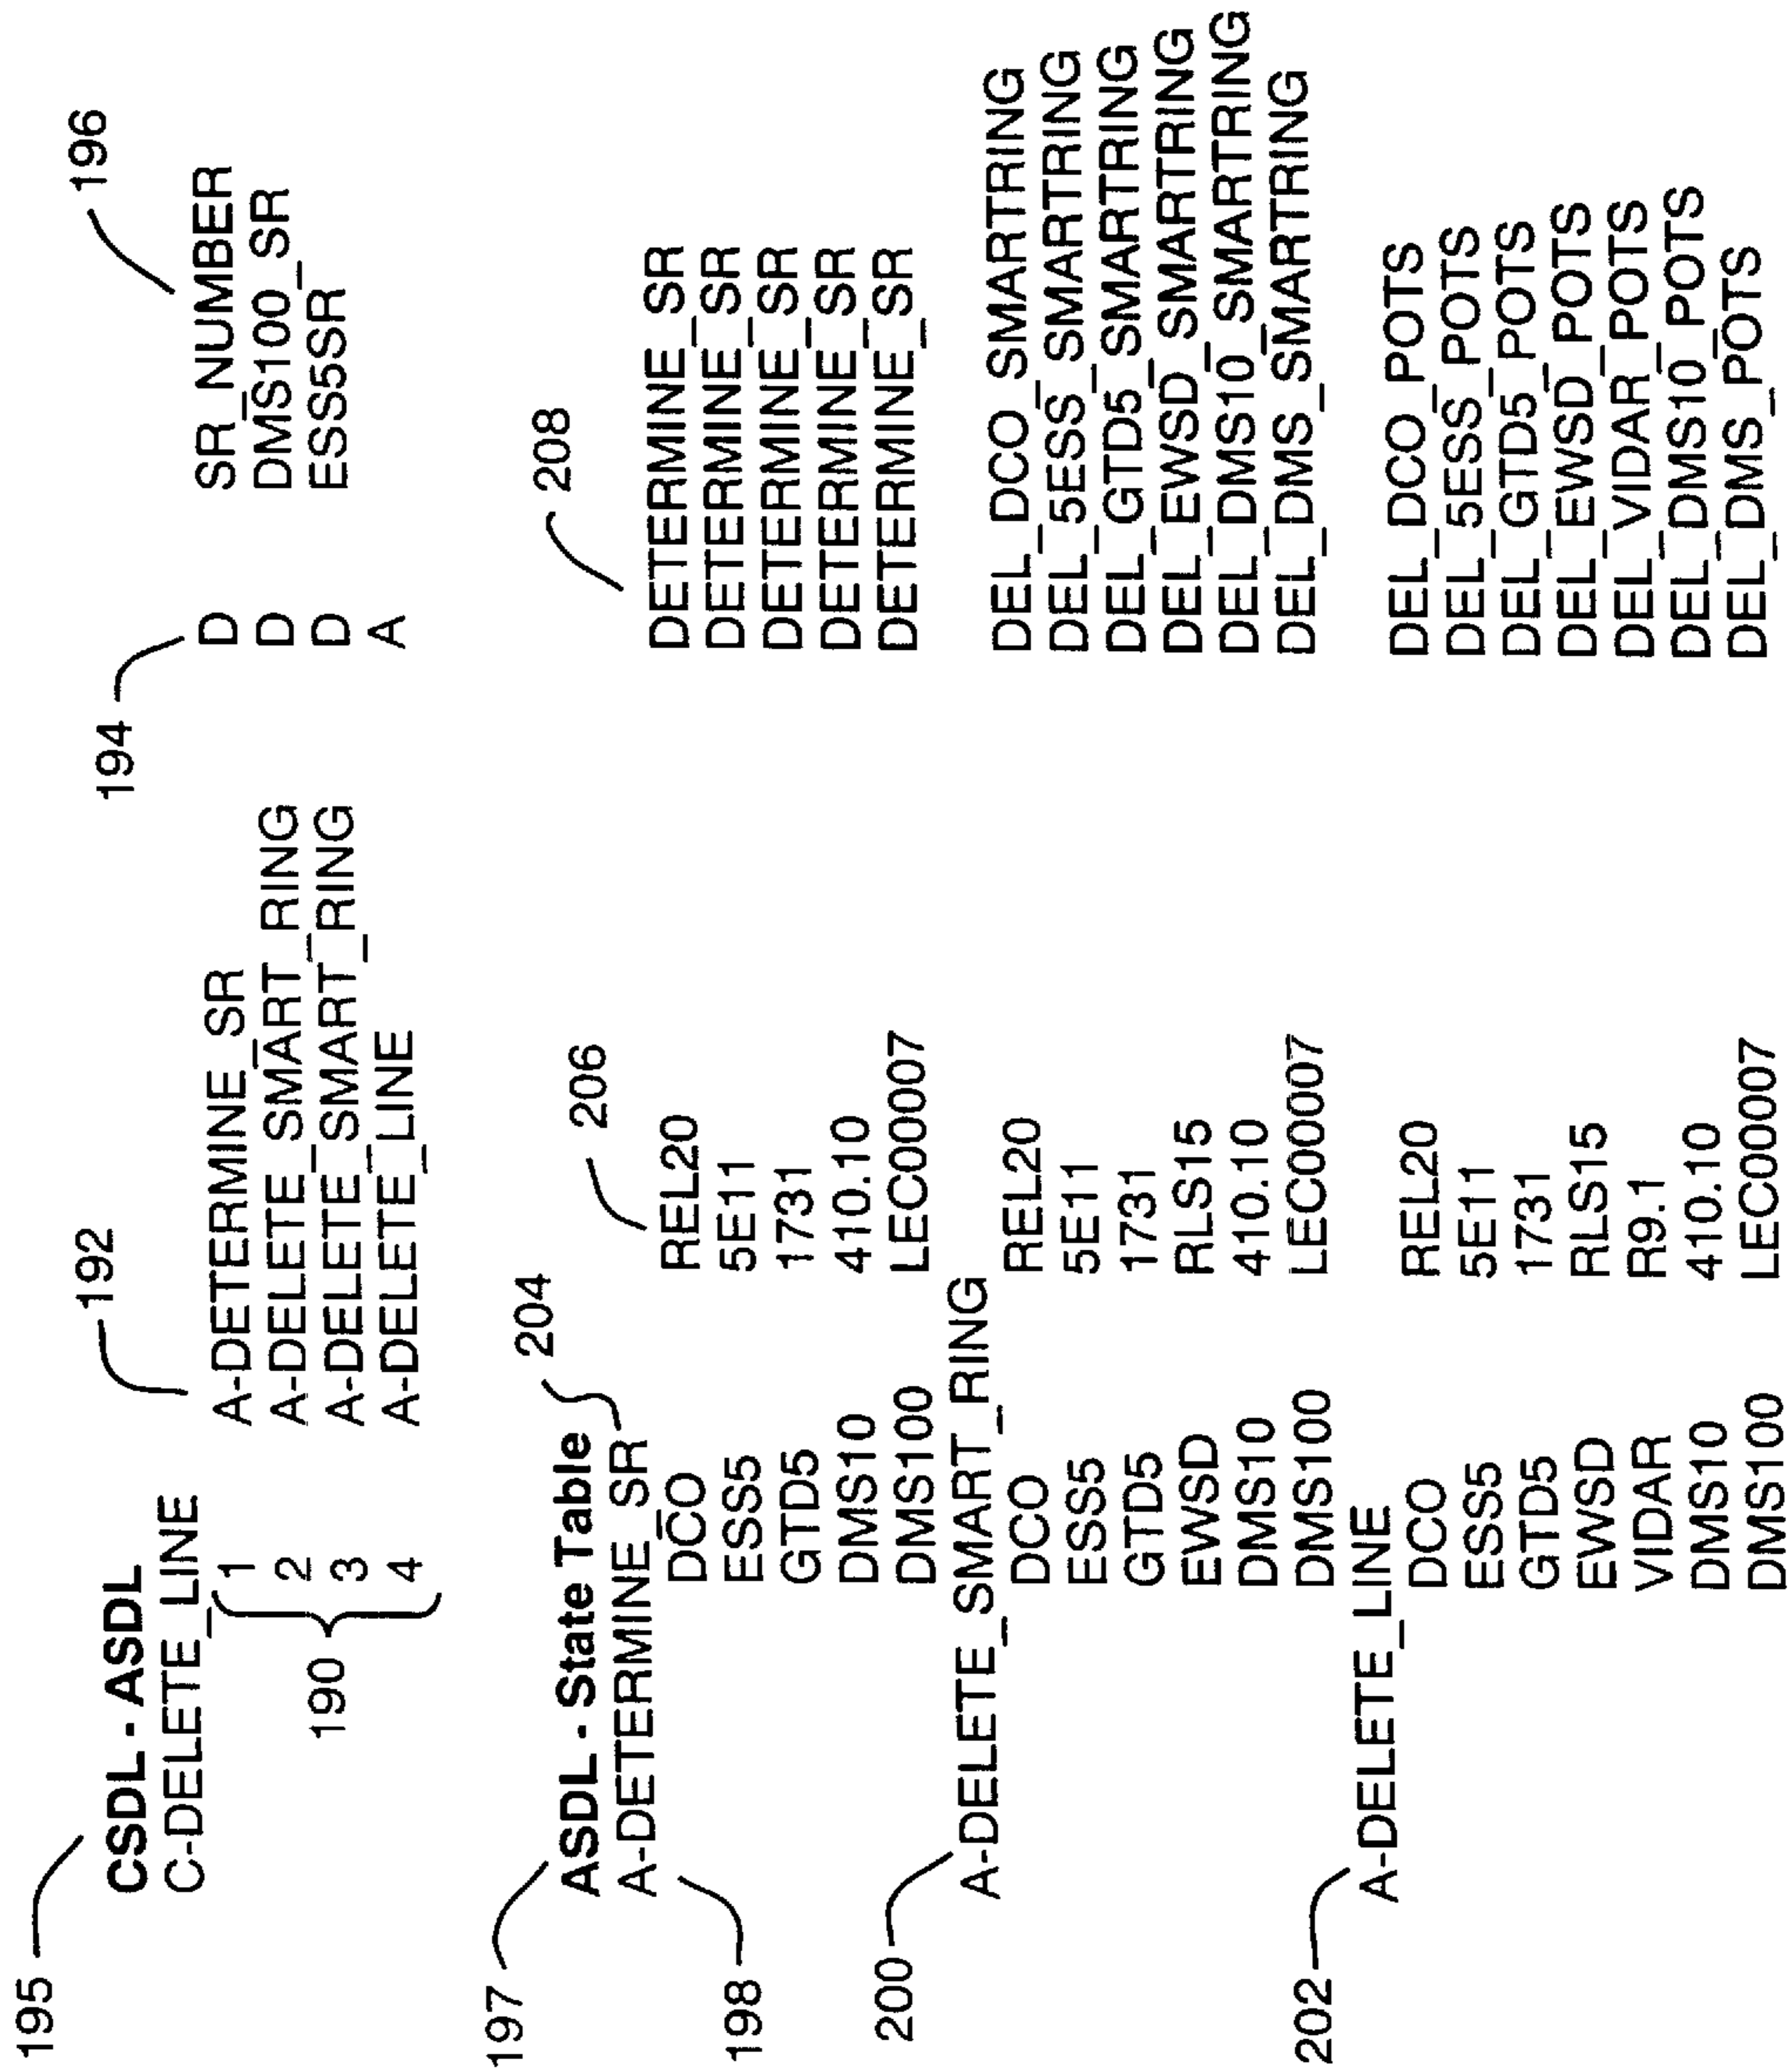 195
192
194
196
CSDL - ASDL
C-DELETE_LINE
1 A-DETERMINE_SR D SR_NUMBER
2 A-DELETE_SMART_RING D DMS100_SR
3 A-DELETE_SMART_RING D ESS5SR
4 A-DELETE_LINE A
190
197
204
206
208
ASDL - State Table
198
A-DETERMINE_SR
DCO REL20 DETERMINE_SR
ESS5 5E11 DETERMINE_SR
GTD5 1731 DETERMINE_SR
DMS10 410.10 DETERMINE_SR
DMS100 LEC00007 DETERMINE_SR
200
A-DELETE_SMART_RING
DCO REL20 DEL_DCO_SMARTRING
ESS5 5E11 DEL_5ESS_SMARTRING
GTD5 1731 DEL_GTD5_SMARTRING
EWSD RLS15 DEL_EWSD_SMARTRING
DMS10 410.10 DEL_DMS10_SMARTRING
DMS100 LEC00007 DEL_DMS_SMARTRING
202
A-DELETE_LINE
DCO REL20 DEL_DCO_POTS
ESS5 5E11 DEL_5ESS_POTS
GTD5 1731 DEL_GTD5_POTS
EWSD RLS15 DEL_EWSD_POTS
VIDAR R9.1 DEL_VIDAR_POTS
DMS10 410.10 DEL_DMS10_POTS
DMS100 LEC00007 DEL_DMS_POTS